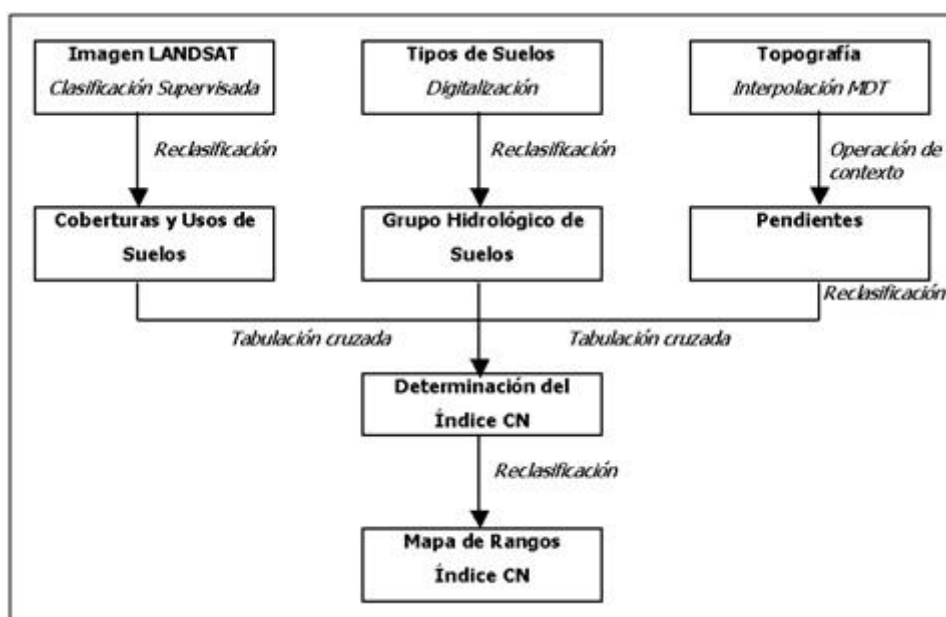 Imagen LANDSAT
Clasificación Supervisada
Tipos de Suelos
Digitalización
Topografía
Interpolación MDT
Reclasificación
Reclasificación
Operación de
contexto
Coberturas y Usos de
Suelos
Grupo Hidrológico de
Suelos
Pendientes
Reclasificación
Tabulación cruzada
Tabulación cruzada
Determinación del
Índice CN
Reclasificación
Mapa de Rangos
Índice CN